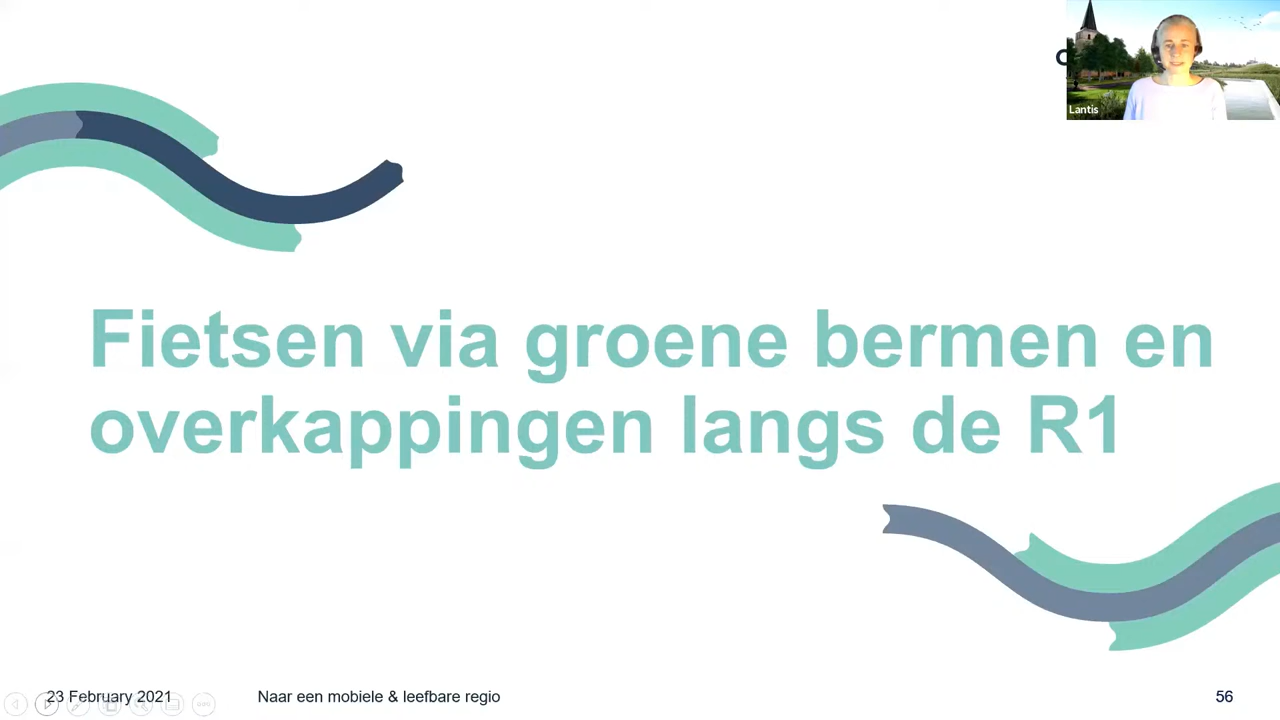 Lantis
Fietsen via groene bermen en
overkappingen langs de R1
23 February 2021
Naar een mobiele & leefbare regio
56